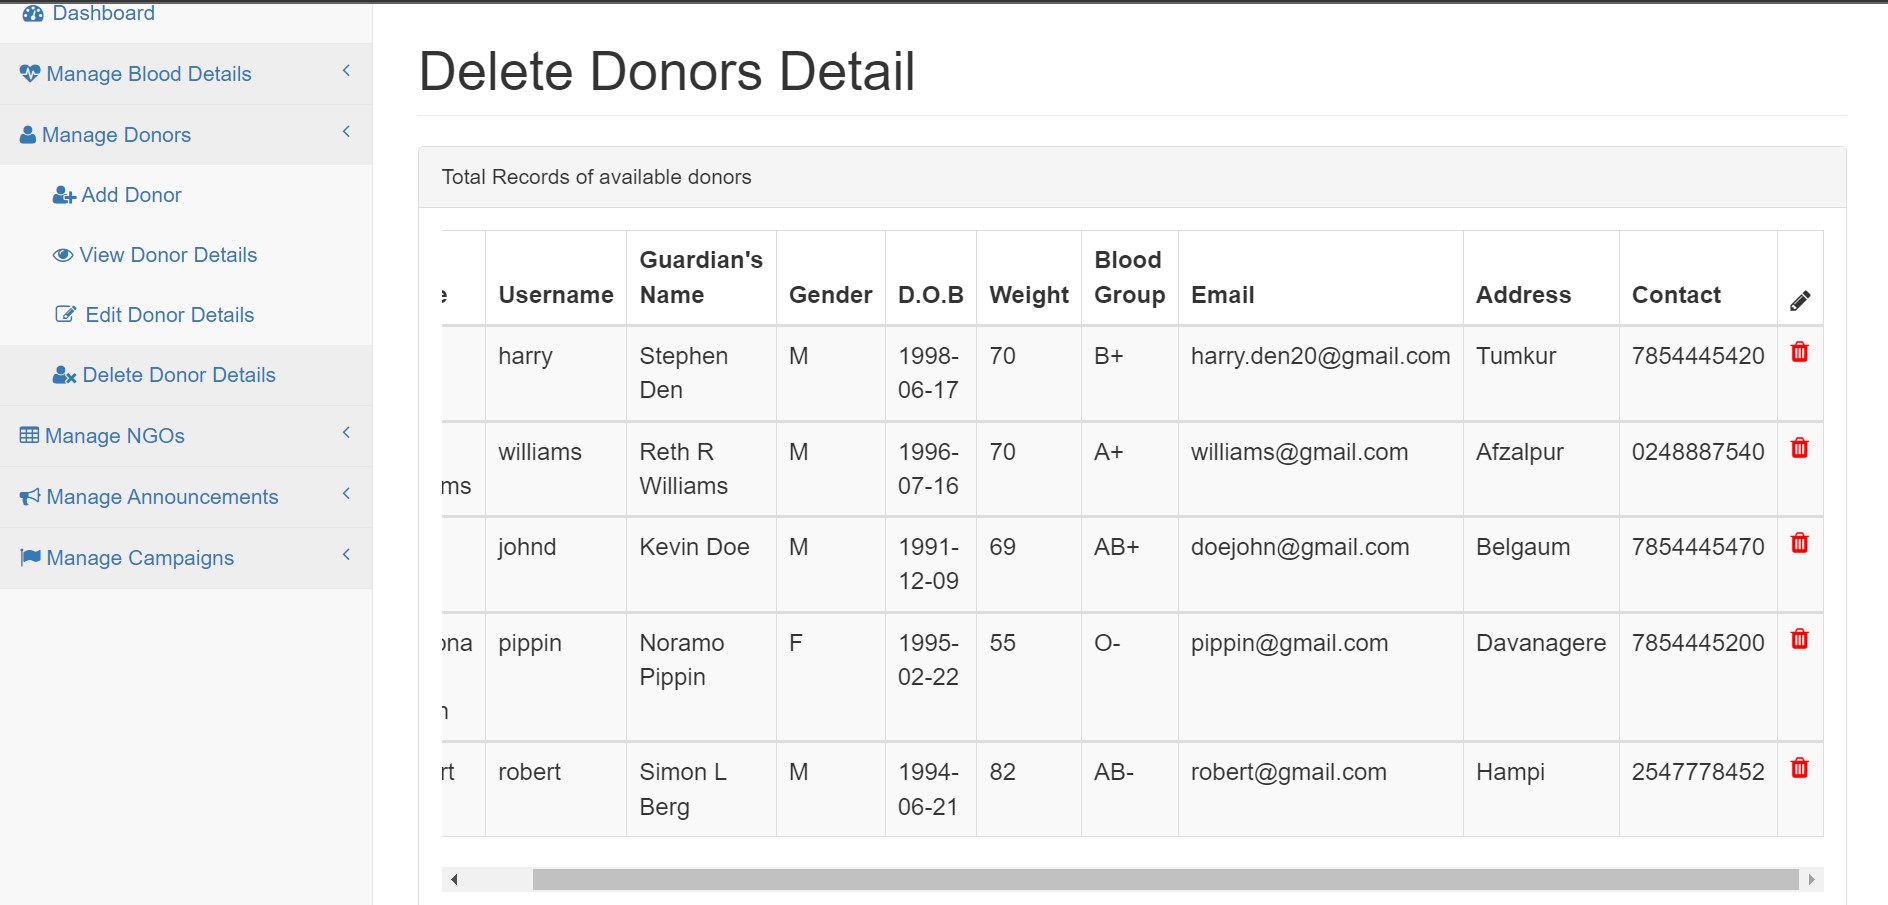 Dashboard
Manage Blood Details
Manage Donors
Add Donor
View Donor Details
Edit Donor Details
Delete Donor Details
Manage NGOs
Manage Announcements
Manage Campaigns
Delete Donors Detail
Total Records of available donors
Username Guardian's Name Gender D.O.B Weight Blood Group Email Address Contact
harry Stephen Den M 1998-06-17 70 B+ harry.den20@gmail.com Tumkur 7854445420
williams Reth R Williams M 1996-07-16 70 A+ williams@gmail.com Afzalpur 0248887540
johnd Kevin Doe M 1991-12-09 69 AB+ doejohn@gmail.com Belgaum 7854445470
pippin Noramo Pippin F 1995-02-22 55 O- pippin@gmail.com Davanagere 7854445200
robert Simon L Berg M 1994-06-21 82 AB- robert@gmail.com Hampi 2547778452